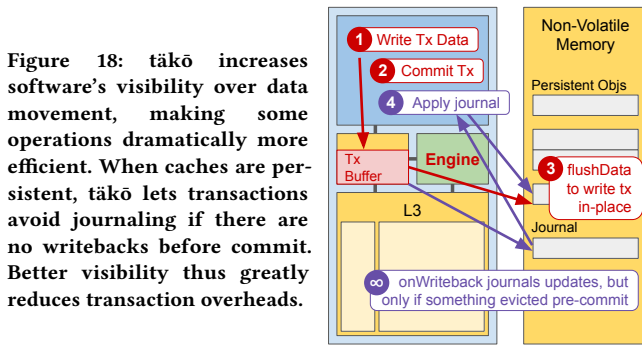 Figure 18: täkō increases
software's visibility over data
movement, making some
operations dramatically more
efficient. When caches are per-
sistent, täkō lets transactions
avoid journaling if there are
no writebacks before commit.
Better visibility thus greatly
reduces transaction overheads.
1 Write Tx Data
2 Commit Tx
4 Apply journal
Tx
Buffer
Engine
L3
Non-Volatile
Memory
Persistent Objs
3 flushData
to write tx
in-place
Journal
∞ onWriteback journals updates, but
only if something evicted pre-commit